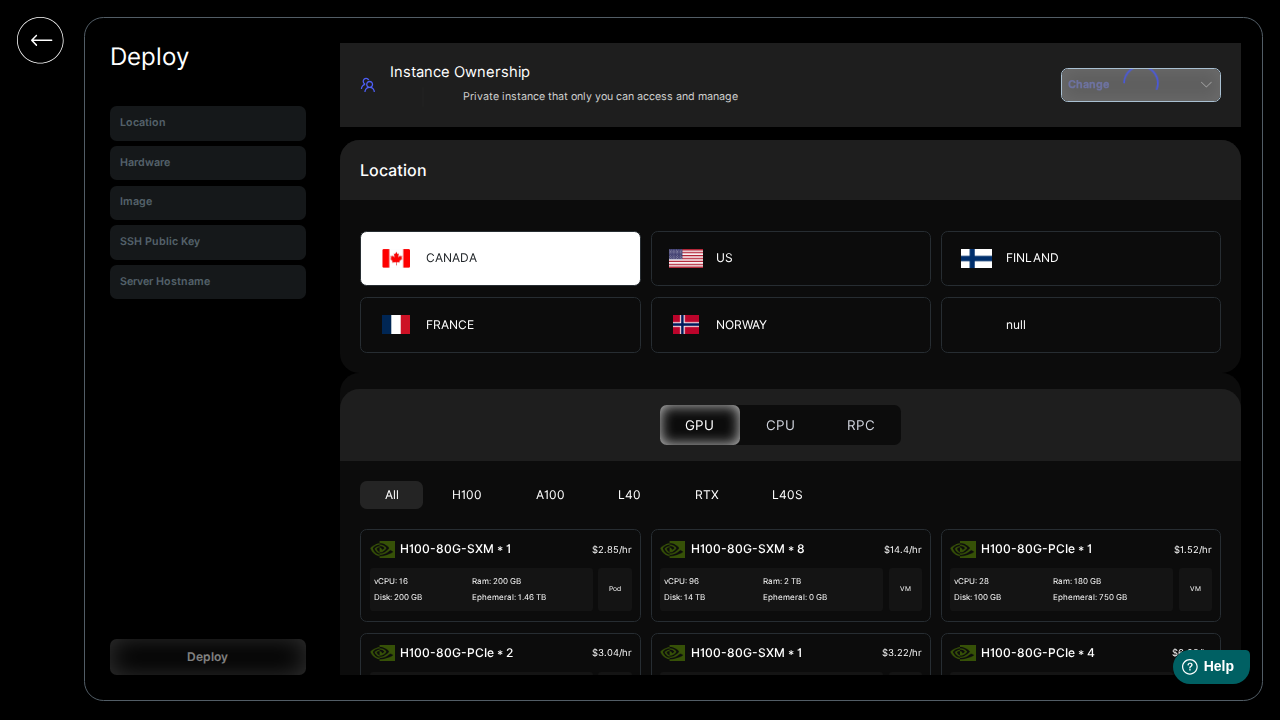 Deploy
Location
Hardware
Image
SSH Public Key
Server Hostname
Deploy
Instance Ownership
Private instance that only you can access and manage
Change
Location
CANADA
US
FINLAND
FRANCE
NORWAY
null
GPU CPU RPC
All H100 A100 L40 RTX L40S
H100-80G-SXM * 1 $2.85/hr
vCPU: 16 Ram: 200 GB
Disk: 200 GB Ephemeral: 1.46 TB
Pod
H100-80G-SXM * 8 $14.4/hr
vCPU: 96 Ram: 2 TB
Disk: 14 TB Ephemeral: 0 GB
VM
H100-80G-PCIe * 1 $1.52/hr
vCPU: 28 Ram: 180 GB
Disk: 100 GB Ephemeral: 750 GB
VM
H100-80G-PCIe * 2 $3.04/hr
H100-80G-SXM * 1 $3.22/hr
H100-80G-PCIe * 4
Help